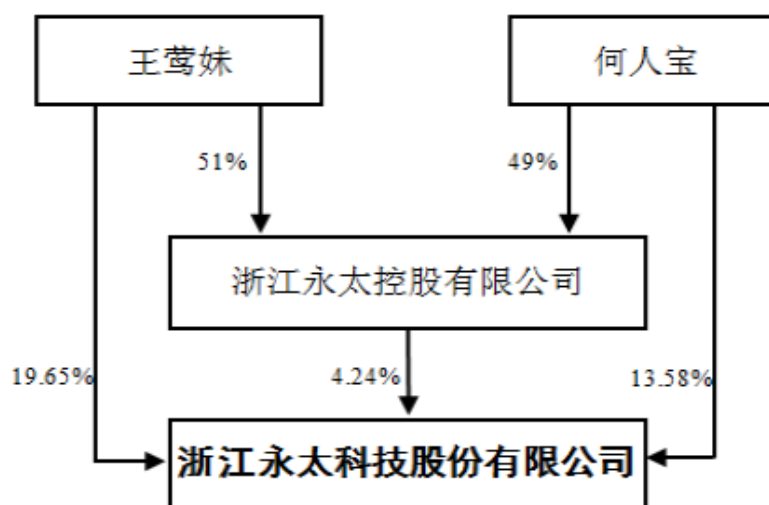 王莺妹
何人宝
51%
49%
浙江永太控股有限公司
19.65%
4.24%
13.58%
浙江永太科技股份有限公司